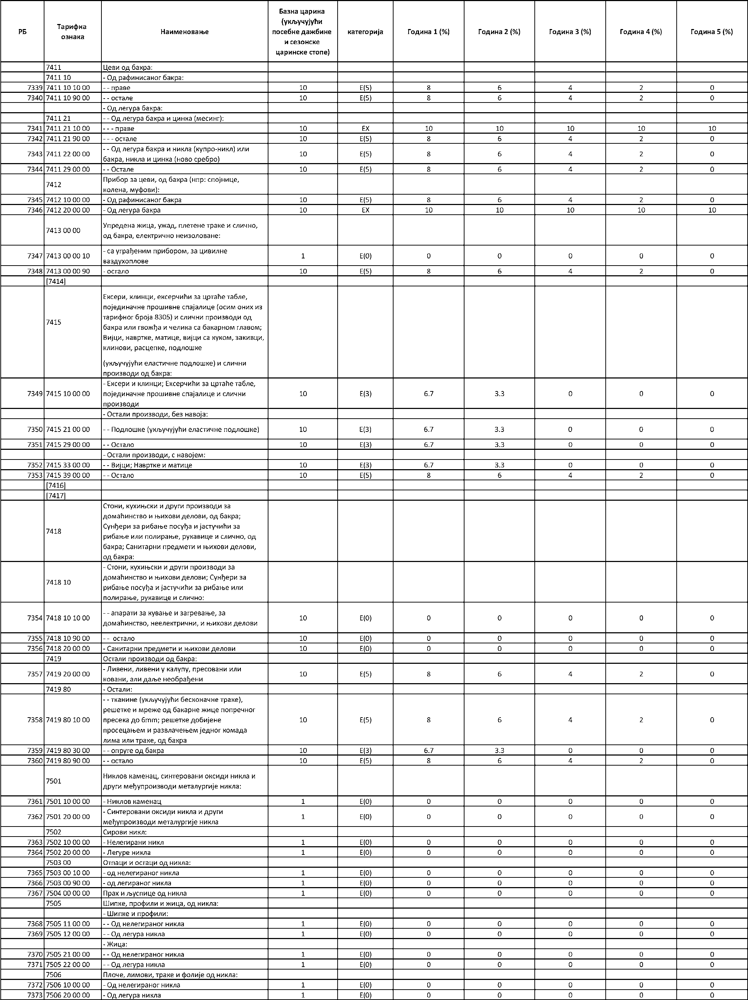 РБ	Тарифна ознака	Наименовање	Базна царина (укључујући посебне дажбине и сезонске царинске стопе)	категорија	Година 1 (%)	Година 2 (%)	Година 3 (%)	Година 4 (%)	Година 5 (%)
7411 Цеви од бакра:
7411 10 - Од рафинисаног бакра:
7339 7411 10 10 00 - - праве 10 E(5) 8 6 4 2 0
7340 7411 10 90 00 - - остале 10 E(5) 8 6 4 2 0
- Од легура бакра:
7411 21 - - Од легура бакра и цинка (месинг):
7341 7411 21 10 00 - - - праве 10 EX 10 10 10 10 10
7342 7411 21 90 00 - - - остале 10 E(5) 8 6 4 2 0
7343 7411 22 00 00 - - Од легура бакра и никла (купро-никл) или
бакра, никла и цинка (ново сребро) 10 E(5) 8 6 4 2 0
7344 7411 29 00 00 - - Остале 10 E(5) 8 6 4 2 0
7412 Прибор за цеви, од бакра (нпр: спојнице,
колена, муфови):
7345 7412 10 00 00 - Од рафинисаног бакра 10 E(5) 8 6 4 2 0
7346 7412 20 00 00 - Од легура бакра 10 EX 10 10 10 10 10
7413 00 00 Упредена жица, ужад, плетене траке и слично,
од бакра, електрично неизоловане:
7347 7413 00 00 10 - са уграђеним прибором, за цивилне
ваздухоплове 1 E(0) 0 0 0 0 0
7348 7413 00 00 90 - остало 10 E(5) 8 6 4 2 0
[7414]
7415 Ексери, клинци, ексерчићи за цртаће табле,
појединачне прошивне спајалице (осим оних из
тарифног броја 8305) и слични производи од
бакра или гвожђа и челика са бакарном главом;
Вијци, навртке, матице, вијци са куком, закивци,
клинови, расцепке, подлошке
(укључујући еластичне подлошке) и слични
производи од бакра:
7349 7415 10 00 00 - Ексери и клинци; Ексерчићи за цртаће табле,
појединачне прошивне спајалице и слични
производи 10 E(3) 6.7 3.3 0 0 0
- Остали производи, без навоја:
7350 7415 21 00 00 - - Подлошке (укључујући еластичне подлошке) 10 E(3) 6.7 3.3 0 0 0
7351 7415 29 00 00 - - Остало 10 E(3) 6.7 3.3 0 0 0
- Остали производи, с навојем:
7352 7415 33 00 00 - - Вијци; Навртке и матице 10 E(3) 6.7 3.3 0 0 0
7353 7415 39 00 00 - - Остало 10 E(5) 8 6 4 2 0
[7416]
[7417]
7418 Стони, кухињски и други производи за
домаћинство и њихови делови, од бакра;
Сунђери за рибање посуђа и јастучићи за
рибање или полирање, рукавице и слично, од
бакра; Санитарни предмети и њихови делови,
од бакра:
7418 10 - Стони, кухињски и други производи за
домаћинство и њихови делови; Сунђери за
рибање посуђа и јастучићи за рибање или
полирање, рукавице и слично:
7354 7418 10 10 00 - - апарати за кување и загревање, за
домаћинство, неелектрични, и њихови делови 10 E(0) 0 0 0 0 0
7355 7418 10 90 00 - - остало 10 E(0) 0 0 0 0 0
7356 7418 20 00 00 - Санитарни предмети и њихови делови 10 E(0) 0 0 0 0 0
7419 Остали производи од бакра:
7357 7419 20 00 00 - Ливени, ливени у калупу, пресовани или
ковани, али даље необрађени 10 E(5) 8 6 4 2 0
7419 80 - Остали:
7358 7419 80 10 00 - - тканине (укључујући бесконачне траке),
решетке и мреже од бакарне жице попречног
пресека до 6mm; решетке добијене
просецањем и развлачењем једног комада
лима или траке, од бакра 10 E(5) 8 6 4 2 0
7359 7419 80 30 00 - - опруге од бакра 10 E(3) 6.7 3.3 0 0 0
7360 7419 80 90 00 - - остало 10 E(5) 8 6 4 2 0
7501 Никлов каменац, синтеровани оксиди никла и
други међупроизводи металургије никла:
7361 7501 10 00 00 - Никлов каменац 1 E(0) 0 0 0 0 0
7362 7501 20 00 00 - Синтеровани оксиди никла и други
међупроизводи металургије никла 1 E(0) 0 0 0 0 0
7502 Сирови никл:
7363 7502 10 00 00 - Нелегирани никл 1 E(0) 0 0 0 0 0
7364 7502 20 00 00 - Легуре никла 1 E(0) 0 0 0 0 0
7503 00 Отпаци и остаци од никла:
7365 7503 00 10 00 - од нелегираног никла 1 E(0) 0 0 0 0 0
7366 7503 00 90 00 - од легираног никла 1 E(0) 0 0 0 0 0
7367 7504 00 00 00 Прах и љуспице од никла 1 E(0) 0 0 0 0 0
7505 Шипке, профили и жица, од никла:
- Шипке и профили:
7368 7505 11 00 00 - - Од нелегираног никла 1 E(0) 0 0 0 0 0
7369 7505 12 00 00 - - Од легура никла 1 E(0) 0 0 0 0 0
- Жица:
7370 7505 21 00 00 - - Од нелегираног никла 1 E(0) 0 0 0 0 0
7371 7505 22 00 00 - - Од легура никла 1 E(0) 0 0 0 0 0
7506 Плоче, лимови, траке и фолије од никла:
7372 7506 10 00 00 - Од нелегираног никла 1 E(0) 0 0 0 0 0
7373 7506 20 00 00 - Од легура никла 1 E(0) 0 0 0 0 0